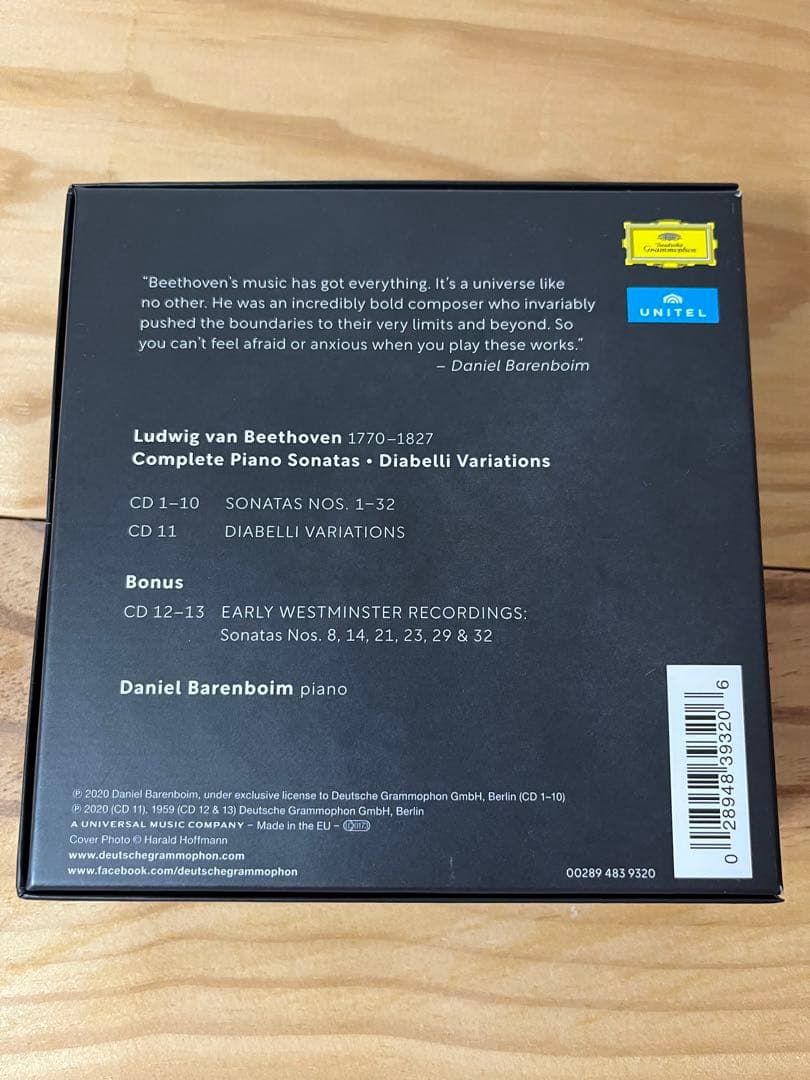 Deutsche
Grammophon
UNITEL
“Beethoven’s music has got everything. It’s a universe like
no other. He was an incredibly bold composer who invariably
pushed the boundaries to their very limits and beyond. So
you can’t feel afraid or anxious when you play these works.”
– Daniel Barenboim
Ludwig van Beethoven 1770–1827
Complete Piano Sonatas • Diabelli Variations
CD 1–10 SONATAS NOS. 1–32
CD 11 DIABELLI VARIATIONS
Bonus
CD 12–13 EARLY WESTMINSTER RECORDINGS:
Sonatas Nos. 8, 14, 21, 23, 29 & 32
Daniel Barenboim piano
℗ 2020 Daniel Barenboim, under exclusive license to Deutsche Grammophon GmbH, Berlin (CD 1–10)
℗ 2020 (CD 11), 1959 (CD 12 & 13) Deutsche Grammophon GmbH, Berlin
A UNIVERSAL MUSIC COMPANY – Made in the EU –
Cover Photo © Harald Hoffmann
www.deutschegrammophon.com
www.facebook.com/deutschegrammophon
00289 483 9320
0 28948 39320 6